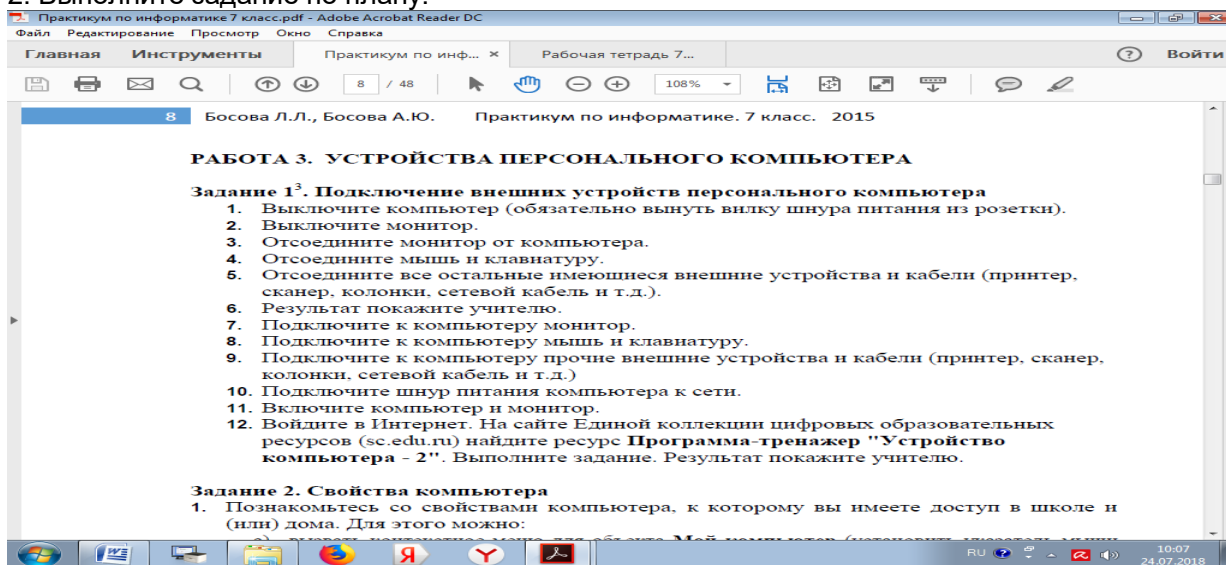 2. Выполните задание по плану:
Практикум по информатике 7 класс.pdf - Adobe Acrobat Reader DC
Файл Редактирование Просмотр Окно Справка
Главная Инструменты Практикум по инф... × Рабочая тетрадь 7... Войти
8 / 48 108%
8 Босова Л.Л., Босова А.Ю. Практикум по информатике. 7 класс. 2015
РАБОТА 3. УСТРОЙСТВА ПЕРСОНАЛЬНОГО КОМПЬЮТЕРА
Задание 1³. Подключение внешних устройств персонального компьютера
1. Выключите компьютер (обязательно вынуть вилку шнура питания из розетки).
2. Выключите монитор.
3. Отсоедините монитор от компьютера.
4. Отсоедините мышь и клавиатуру.
5. Отсоедините все остальные имеющиеся внешние устройства и кабели (принтер,
сканер, колонки, сетевой кабель и т.д.).
6. Результат покажите учителю.
7. Подключите к компьютеру монитор.
8. Подключите к компьютеру мышь и клавиатуру.
9. Подключите к компьютеру прочие внешние устройства и кабели (принтер, сканер,
колонки, сетевой кабель и т.д.)
10. Подключите шнур питания компьютера к сети.
11. Включите компьютер и монитор.
12. Войдите в Интернет. На сайте Единой коллекции цифровых образовательных
ресурсов (sc.edu.ru) найдите ресурс Программа-тренажер "Устройство
компьютера - 2". Выполните задание. Результат покажите учителю.
Задание 2. Свойства компьютера
1. Познакомьтесь со свойствами компьютера, к которому вы имеете доступ в школе и
(или) дома. Для этого можно:
RU 10:07
24.07.2018